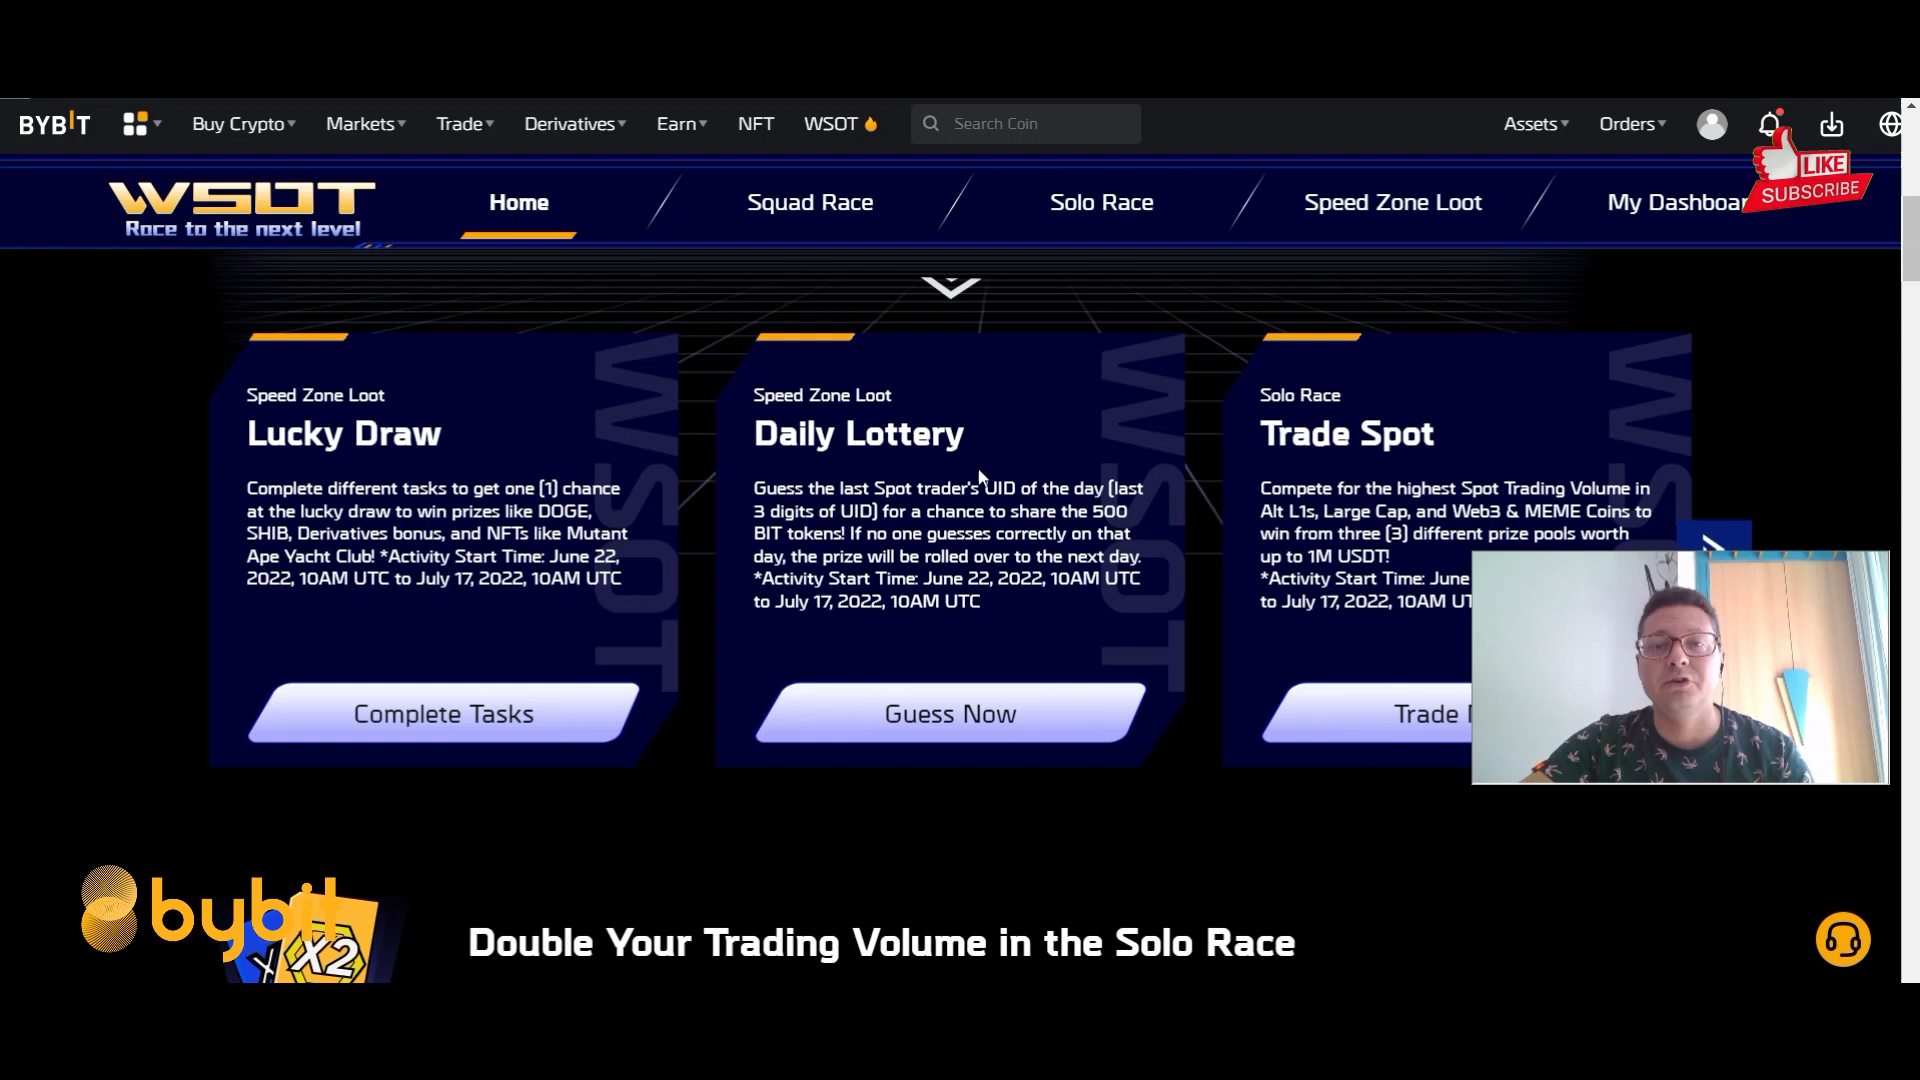 BYBIT
Buy Crypto
Markets
Trade
Derivatives
Earn
NFT
WSOT
Search Coin
Assets
Orders
LIKE
SUBSCRIBE
WSOT
Race to the next level
Home
Squad Race
Solo Race
Speed Zone Loot
My Dashboar
Speed Zone Loot
Lucky Draw
Complete different tasks to get one (1) chance
at the lucky draw to win prizes like DOGE,
SHIB, Derivatives bonus, and NFTs like Mutant
Ape Yacht Club! *Activity Start Time: June 22,
2022, 10AM UTC to July 17, 2022, 10AM UTC
WSOT
Complete Tasks
Speed Zone Loot
Daily Lottery
Guess the last Spot trader's UID of the day (last
3 digits of UID) for a chance to share the 500
BIT tokens! If no one guesses correctly on that
day, the prize will be rolled over to the next day.
*Activity Start Time: June 22, 2022, 10AM UTC
to July 17, 2022, 10AM UTC
WSOT
Guess Now
Solo Race
Trade Spot
Compete for the highest Spot Trading Volume in
Alt L1s, Large Cap, and Web3 & MEME Coins to
win from three (3) different prize pools worth
up to 1M USDT!
*Activity Start Time: June
to July 17, 2022, 10AM UT
WSO
Trade
bybit
X2
Double Your Trading Volume in the Solo Race